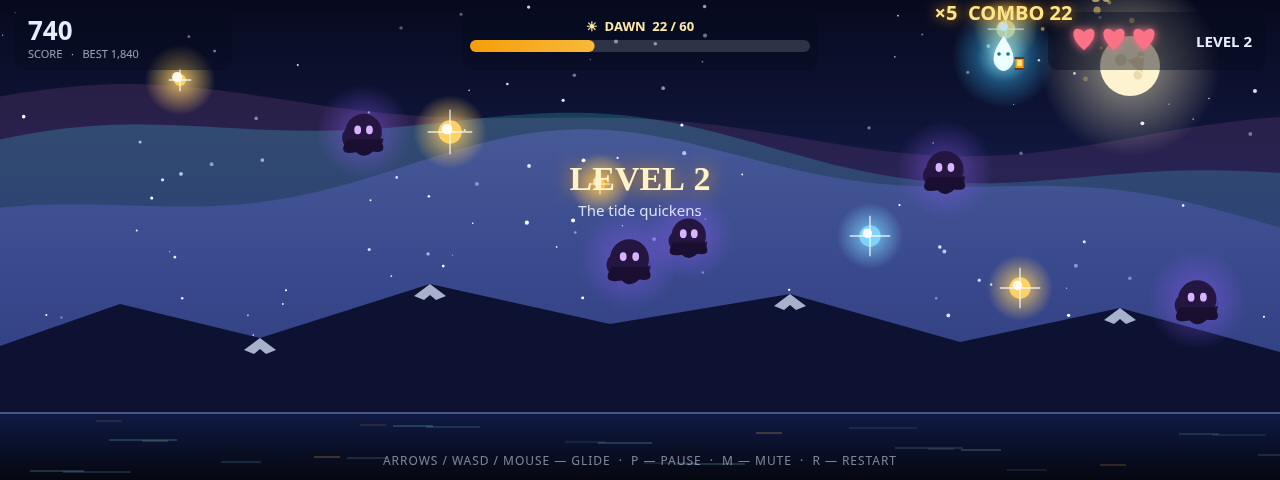 740
SCORE · BEST 1,840
☀ DAWN 22 / 60
×5 COMBO 22
LEVEL 2
LEVEL 2
The tide quickens
ARROWS / WASD / MOUSE — GLIDE · P — PAUSE · M — MUTE · R — RESTART